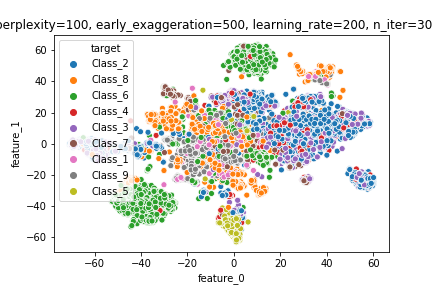 perplexity=100, early_exaggeration=500, learning_rate=200, n_iter=30
target
Class_2
Class_8
Class_6
Class_4
Class_3
Class_7
Class_1
Class_9
Class_5
feature_1
60
40
20
0
−20
−40
−60
−60 −40 −20 0 20 40 60
feature_0